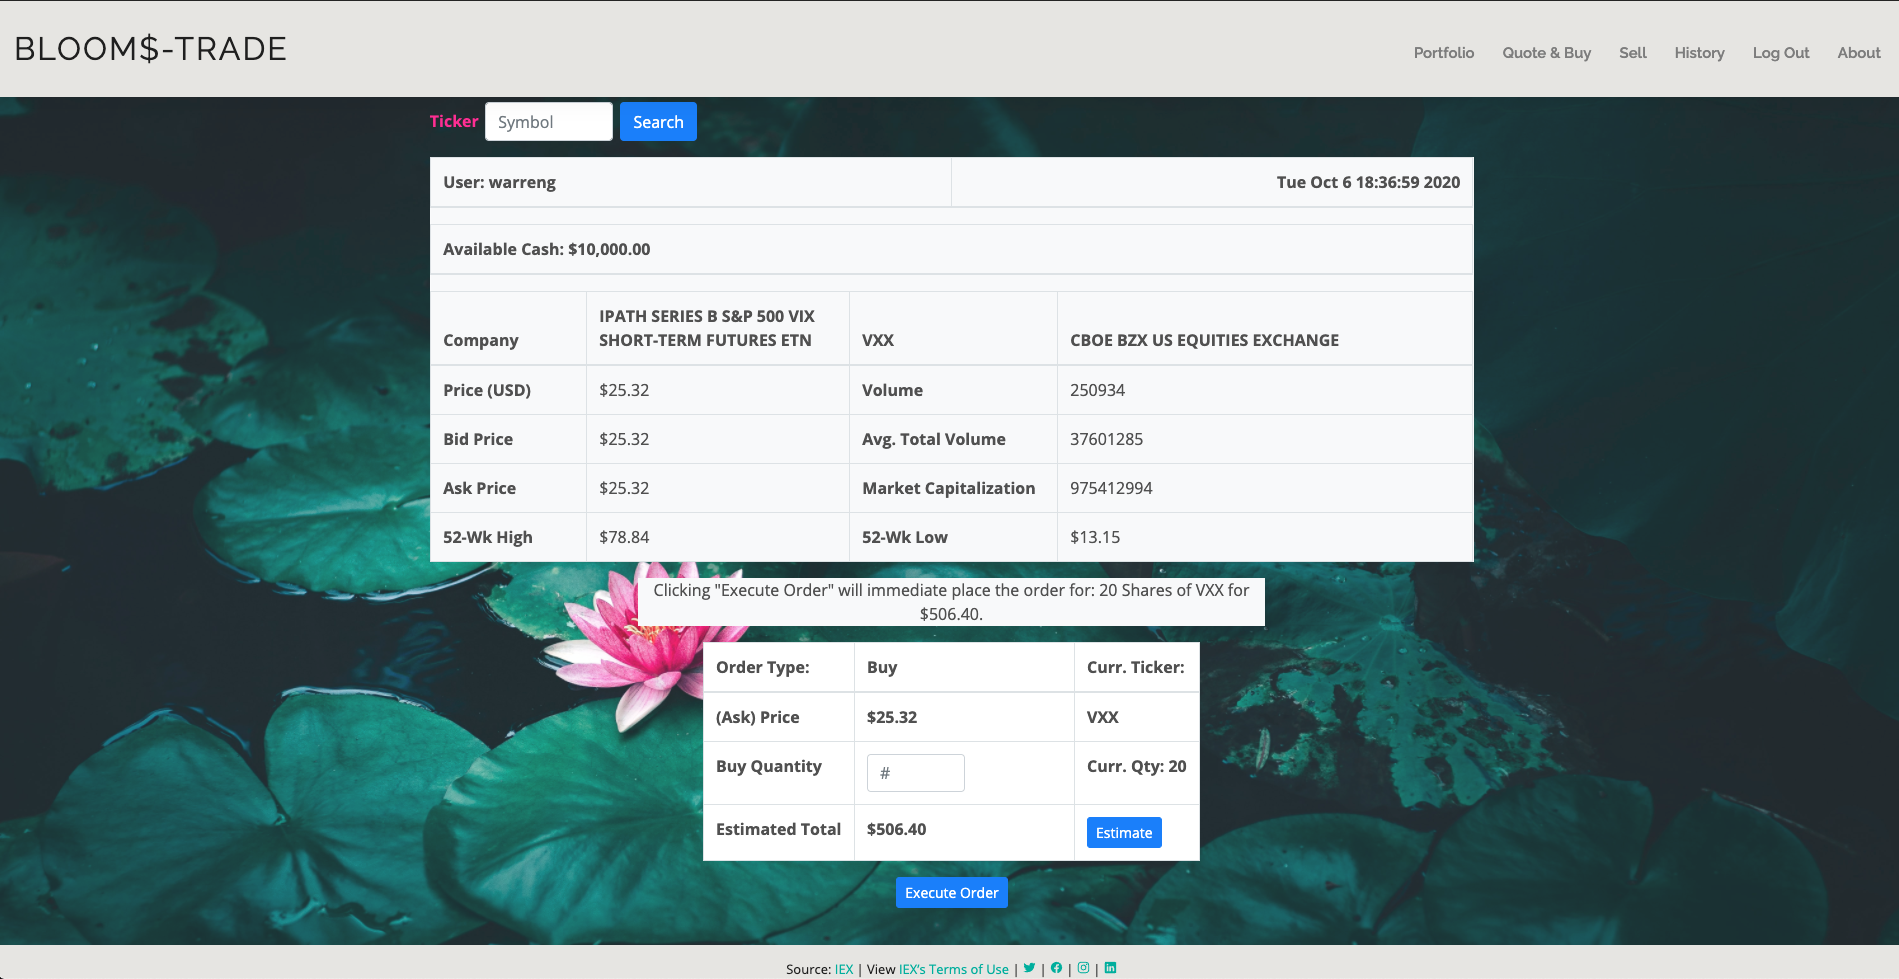 BLOOM$-TRADE
Portfolio Quote & Buy Sell History Log Out About
Ticker Symbol Search
User: warreng Tue Oct 6 18:36:59 2020
Available Cash: $10,000.00
Company IPATH SERIES B S&P 500 VIX SHORT-TERM FUTURES ETN VXX CBOE BZX US EQUITIES EXCHANGE
Price (USD) $25.32 Volume 250934
Bid Price $25.32 Avg. Total Volume 37601285
Ask Price $25.32 Market Capitalization 975412994
52-Wk High $78.84 52-Wk Low $13.15
Clicking "Execute Order" will immediate place the order for: 20 Shares of VXX for
$506.40.
Order Type: Buy Curr. Ticker:
(Ask) Price $25.32 VXX
Buy Quantity # Curr. Qty: 20
Estimated Total $506.40 Estimate
Execute Order
Source: IEX | View IEX's Terms of Use | | | |